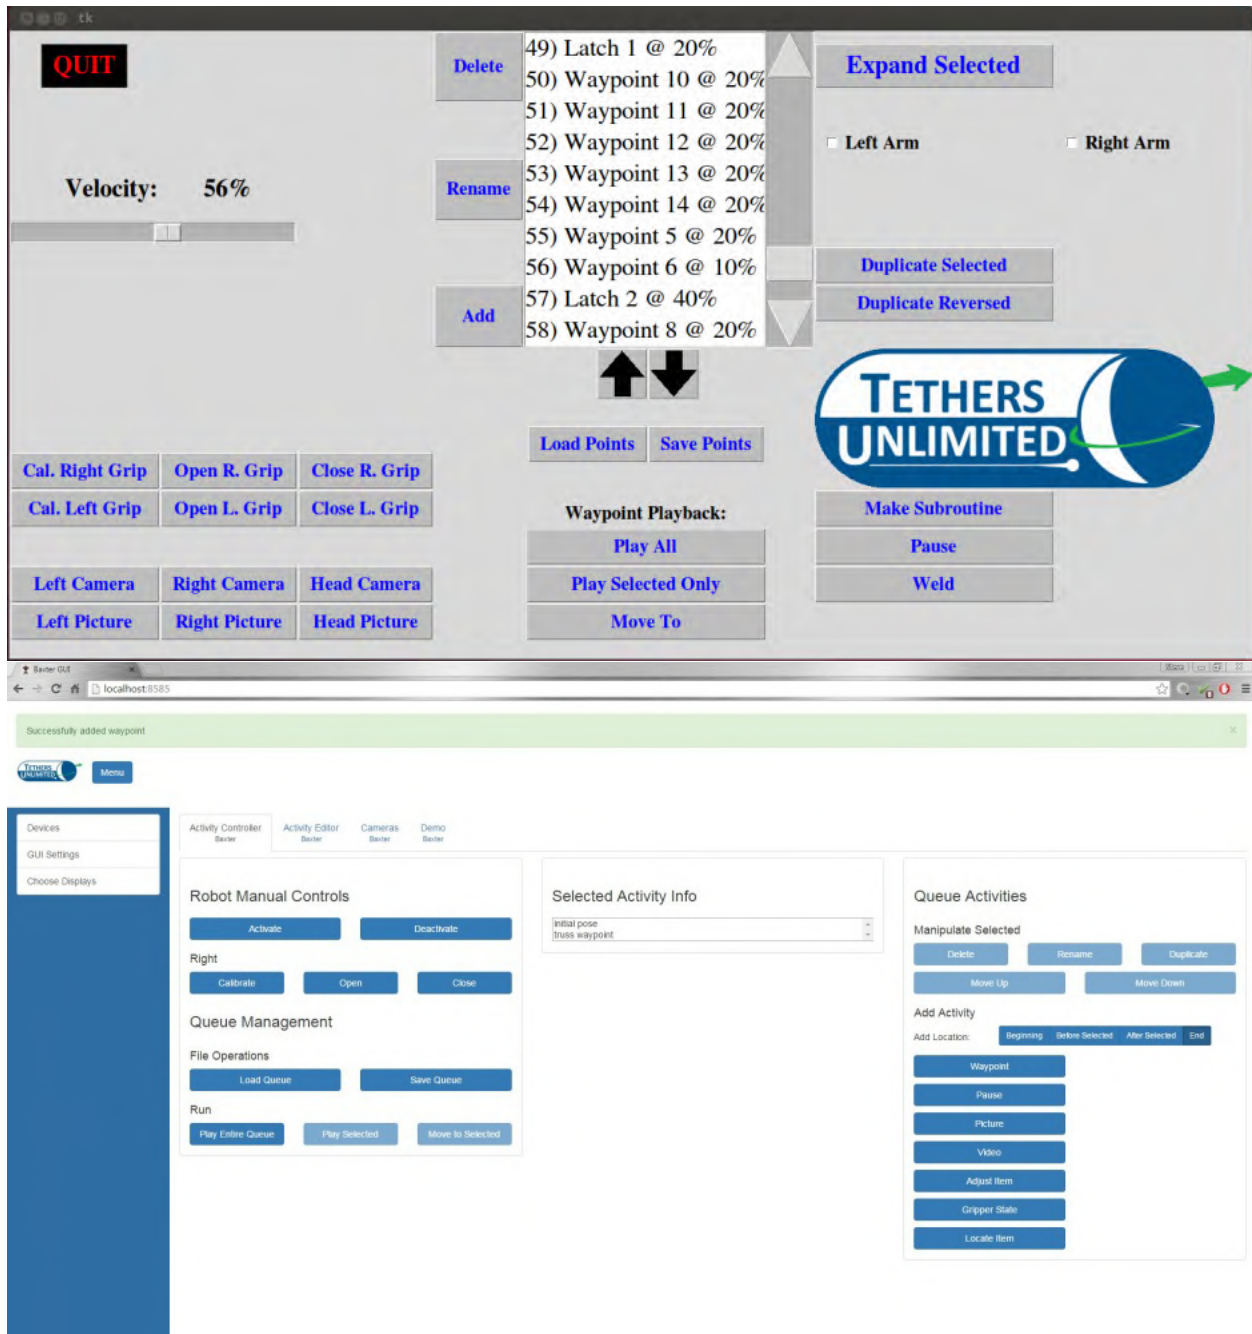 tk
QUIT
Velocity: 56%
Delete
Rename
Add
49) Latch 1 @ 20%
50) Waypoint 10 @ 20%
51) Waypoint 11 @ 20%
52) Waypoint 12 @ 20%
53) Waypoint 13 @ 20%
54) Waypoint 14 @ 20%
55) Waypoint 5 @ 20%
56) Waypoint 6 @ 10%
57) Latch 2 @ 40%
58) Waypoint 8 @ 20%
Expand Selected
Left Arm Right Arm
Duplicate Selected
Duplicate Reversed
TETHERS
UNLIMITED
Load Points Save Points
Cal. Right Grip Open R. Grip Close R. Grip
Cal. Left Grip Open L. Grip Close L. Grip
Left Camera Right Camera Head Camera
Left Picture Right Picture Head Picture
Waypoint Playback:
Play All
Play Selected Only
Move To
Make Subroutine
Pause
Weld
Baxter GUI
localhost:8585
Successfully added waypoint
TETHERS
UNLIMITED
Menu
Devices
GUI Settings
Choose Displays
Activity Controller Activity Editor Cameras Demo
Baxter Baxter Baxter Baxter
Robot Manual Controls
Activate Deactivate
Right
Calibrate Open Close
Queue Management
File Operations
Load Queue Save Queue
Run
Play Entire Queue Play Selected Move to Selected
Selected Activity Info
initial pose
truss waypoint
Queue Activities
Manipulate Selected
Delete Rename Duplicate
Move Up Move Down
Add Activity
Add Location: Beginning Before Selected After Selected End
Waypoint
Pause
Picture
Video
Adjust Item
Gripper State
Locate Item